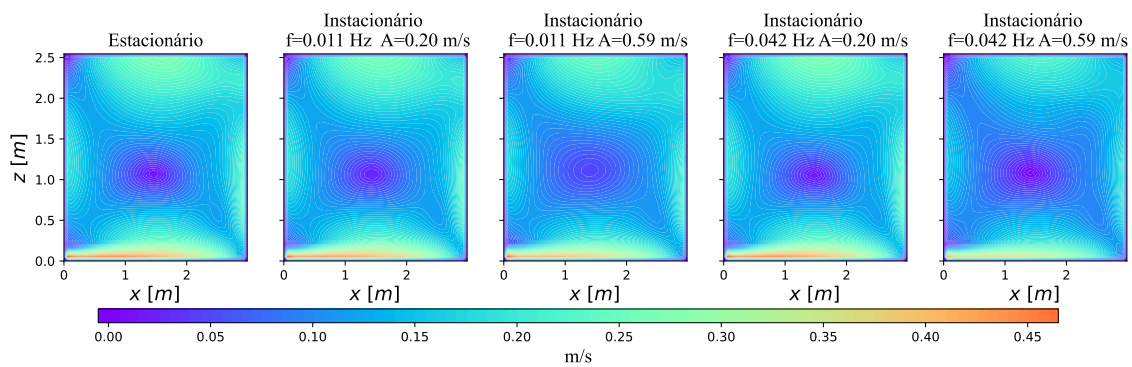 Estacionário
Instacionário
f=0.011 Hz  A=0.20 m/s
Instacionário
f=0.011 Hz A=0.59 m/s
Instacionário
f=0.042 Hz A=0.20 m/s
Instacionário
f=0.042 Hz A=0.59 m/s
z [m]
2.5
2.0
1.5
1.0
0.5
0.0
0 1 2
0 1 2
0 1 2
0 1 2
0 1 2
x [m]
x [m]
x [m]
x [m]
x [m]
0.00 0.05 0.10 0.15 0.20 0.25 0.30 0.35 0.40 0.45
m/s